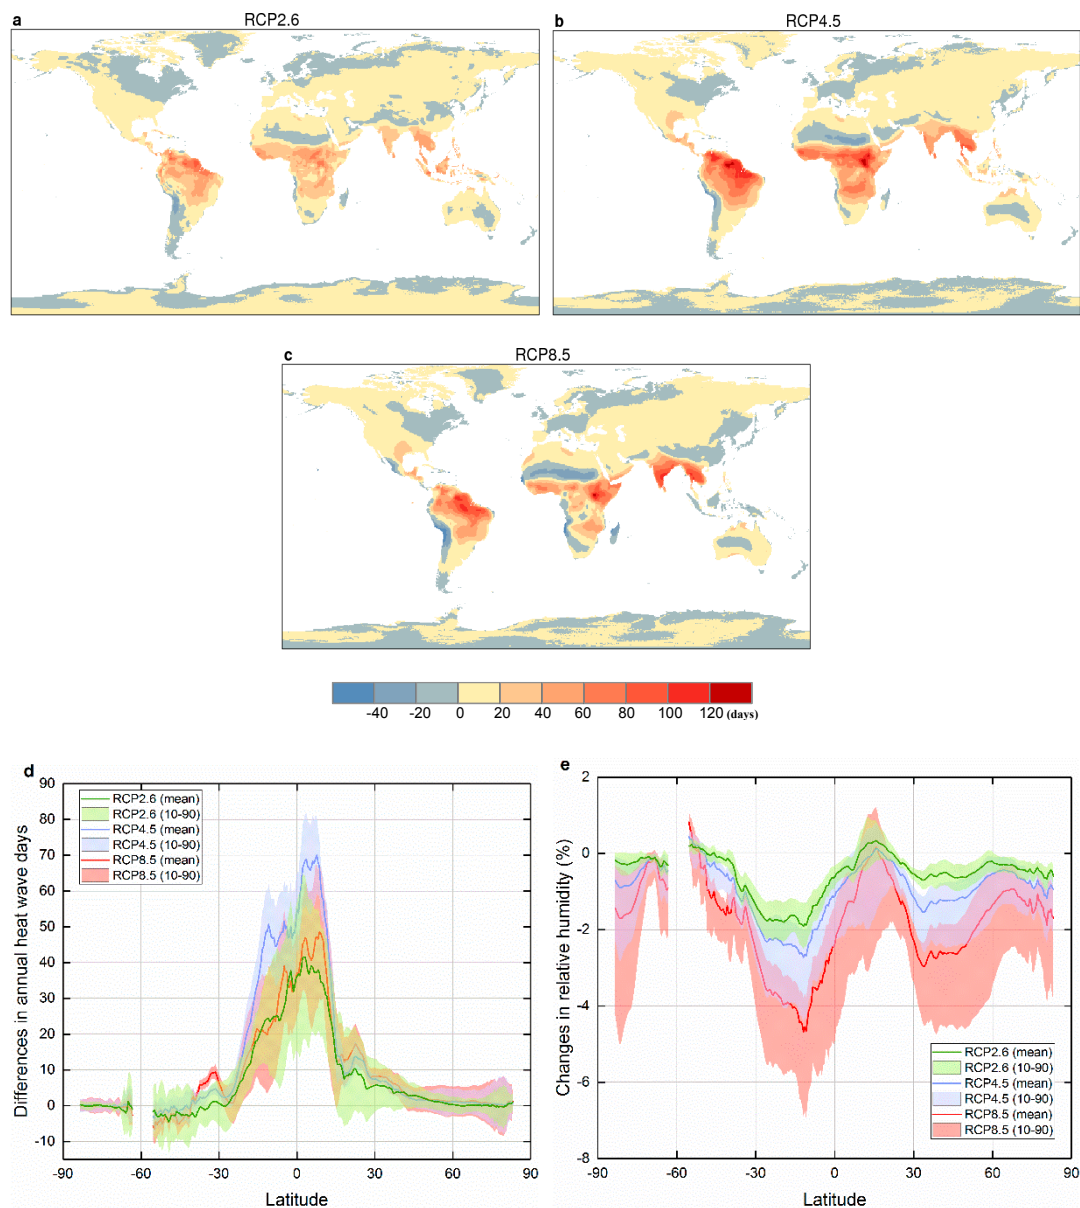 a
RCP2.6
b
RCP4.5
c
RCP8.5
-40 -20 0 20 40 60 80 100 120 (days)
d
Differences in annual heat wave days
90
80
70
60
50
40
30
20
10
0
-10
RCP2.6 (mean)
RCP2.6 (10-90)
RCP4.5 (mean)
RCP4.5 (10-90)
RCP8.5 (mean)
RCP8.5 (10-90)
-90 -60 -30 0 30 60 90
Latitude
e
Changes in relative humidity (%)
2
0
-2
-4
-6
-8
RCP2.6 (mean)
RCP2.6 (10-90)
RCP4.5 (mean)
RCP4.5 (10-90)
RCP8.5 (mean)
RCP8.5 (10-90)
-90 -60 -30 0 30 60 90
Latitude